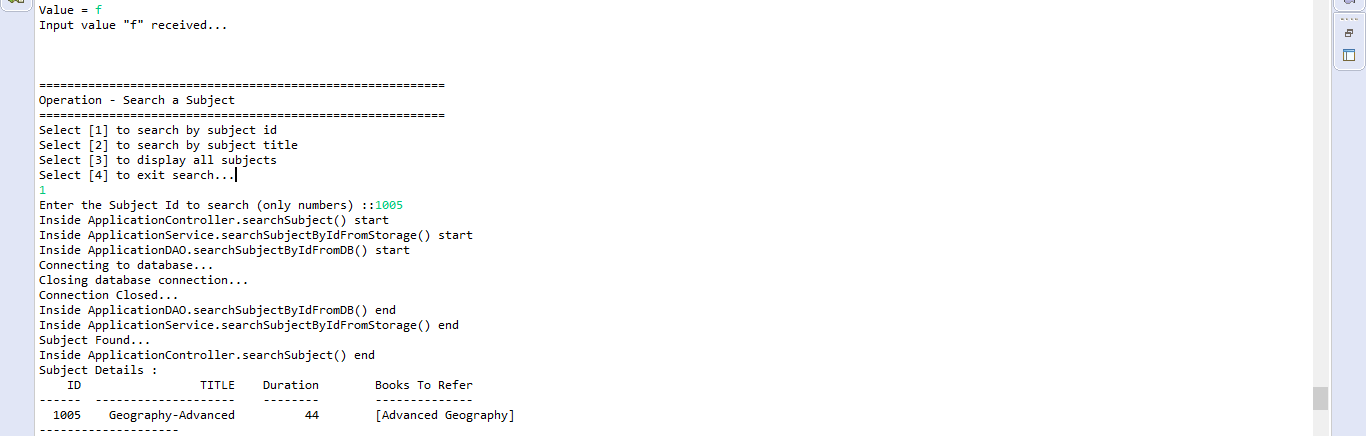 Value = f
Input value "f" received...
==========================================================
Operation - Search a Subject
==========================================================
Select [1] to search by subject id
Select [2] to search by subject title
Select [3] to display all subjects
Select [4] to exit search...
1
Enter the Subject Id to search (only numbers) ::1005
Inside ApplicationController.searchSubject() start
Inside ApplicationService.searchSubjectByIdFromStorage() start
Inside ApplicationDAO.searchSubjectByIdFromDB() start
Connecting to database...
Closing database connection...
Connection Closed...
Inside ApplicationDAO.searchSubjectByIdFromDB() end
Inside ApplicationService.searchSubjectByIdFromStorage() end
Subject Found...
Inside ApplicationController.searchSubject() end
Subject Details :
    ID                 TITLE    Duration        Books To Refer
------  --------------------    --------        --------------
  1005    Geography-Advanced          44        [Advanced Geography]
--------------------